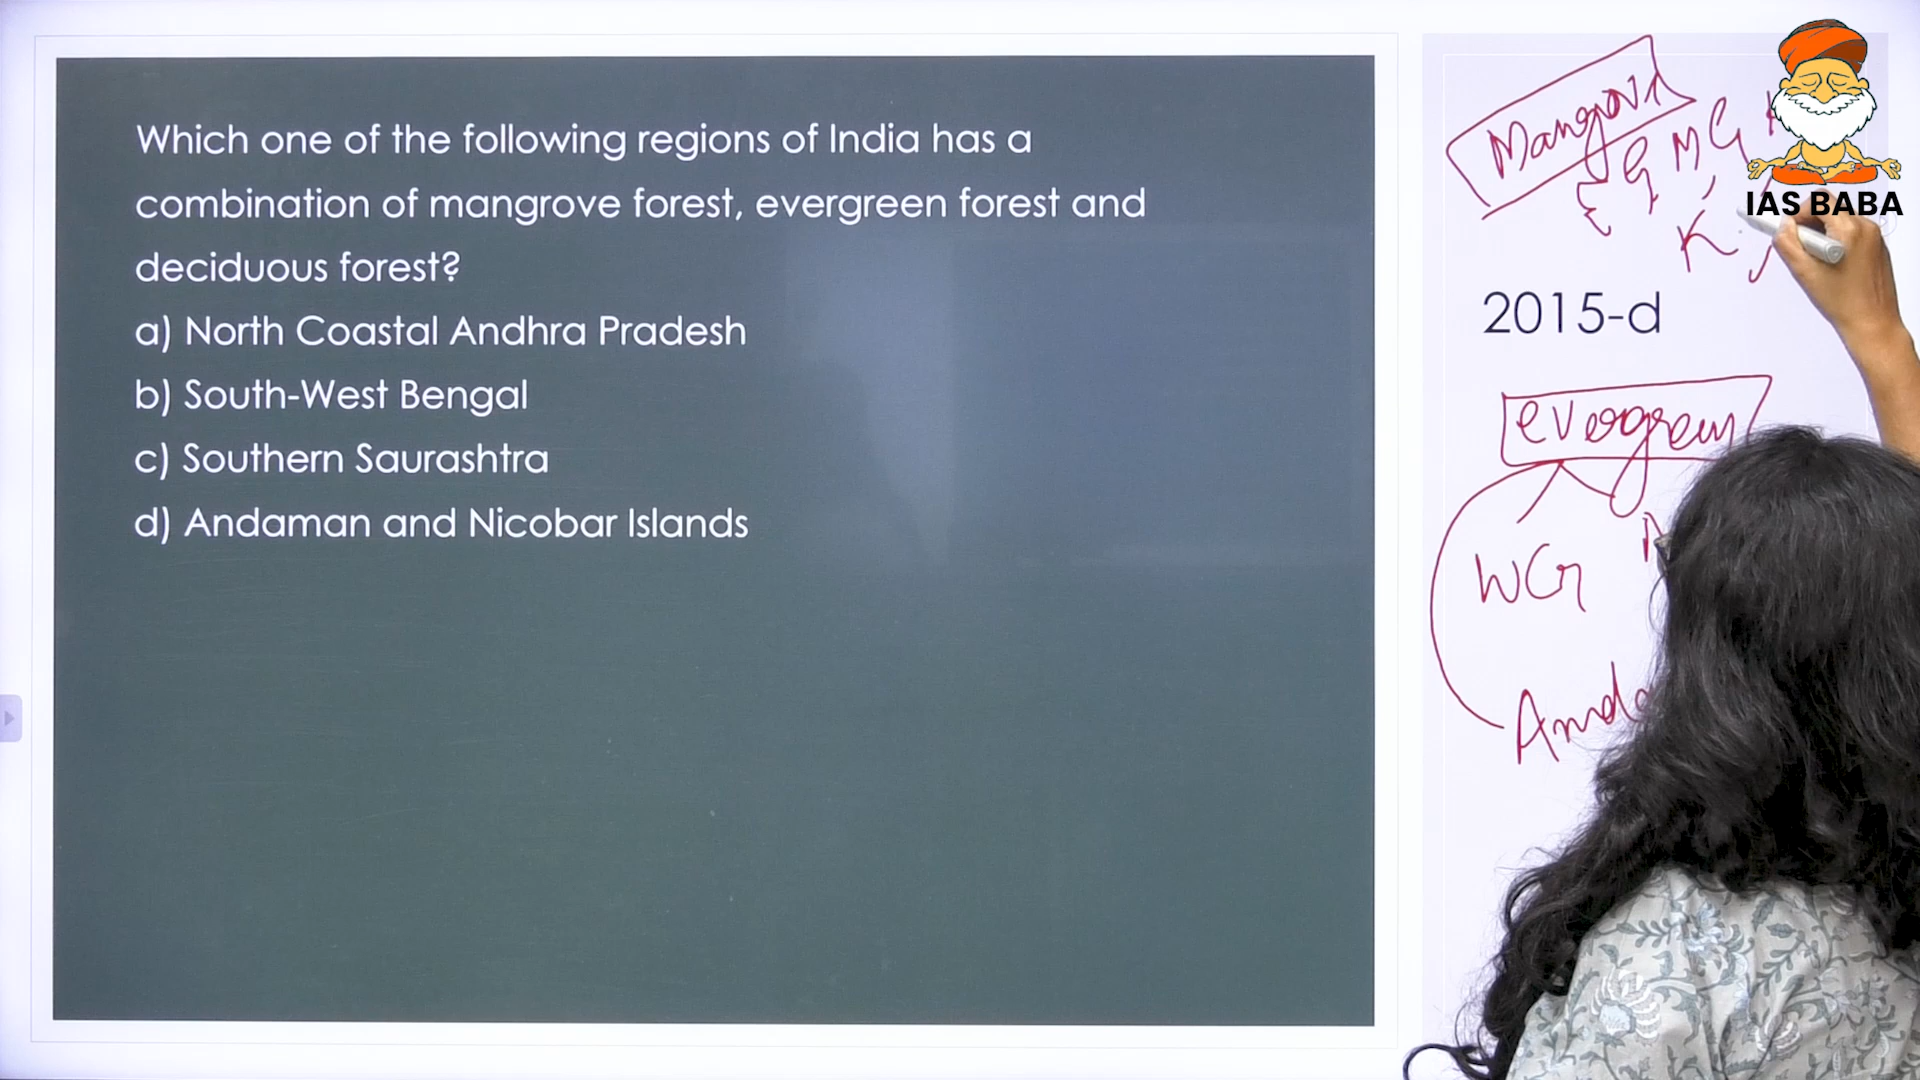 Which one of the following regions of India has a
combination of mangrove forest, evergreen forest and
deciduous forest?
a) North Coastal Andhra Pradesh
b) South-West Bengal
c) Southern Saurashtra
d) Andaman and Nicobar Islands
Mangrove
G M G
K
IAS BABA
2015-d
evergreen
WG
Anda